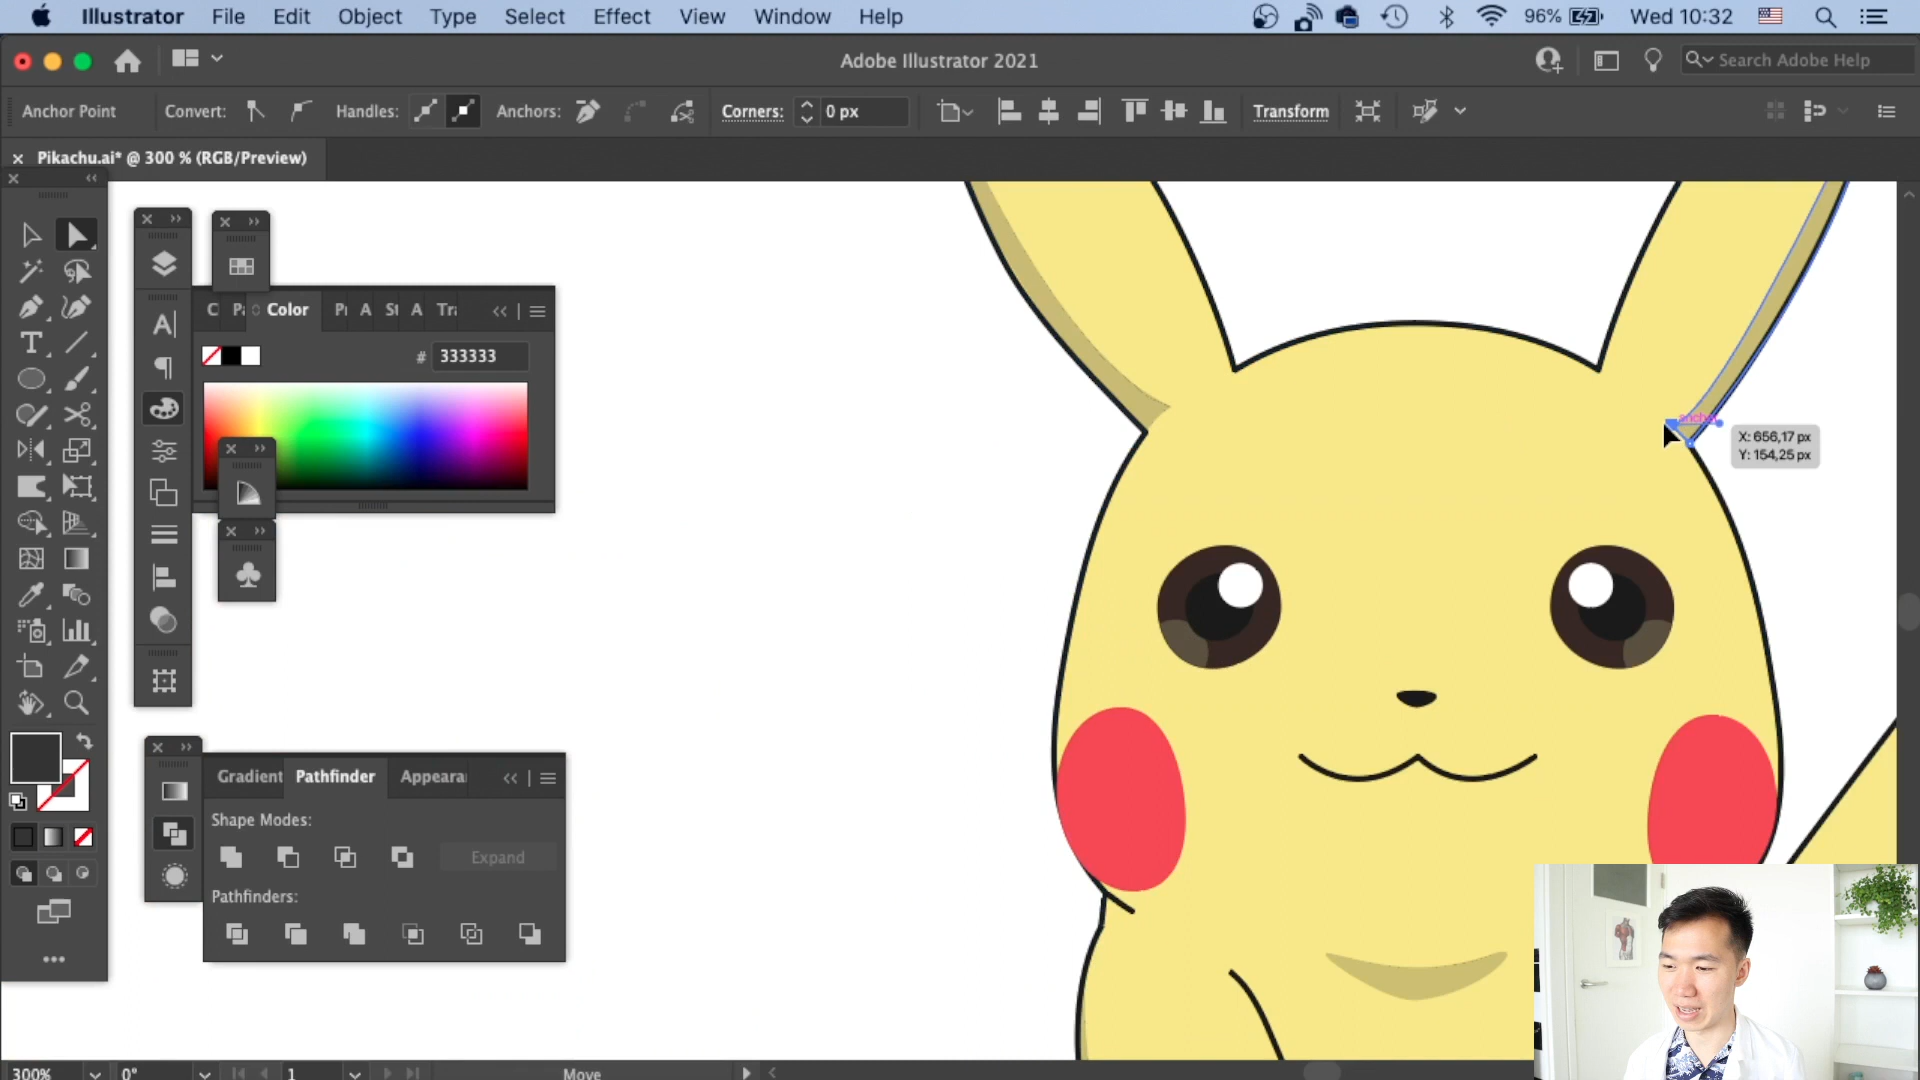 Illustrator File Edit Object Type Select Effect View Window Help 96% Wed 10:32
Adobe Illustrator 2021 Search Adobe Help
Anchor Point Convert: Handles: Anchors: Corners: 0 px Transform
× Pikachu.ai* @ 300 % (RGB/Preview)
Color
# 333333
X: 656,17 px
Y: 154,25 px
Gradient Pathfinder Appeara
Shape Modes:
Expand
Pathfinders:
300% 0° 1 Move